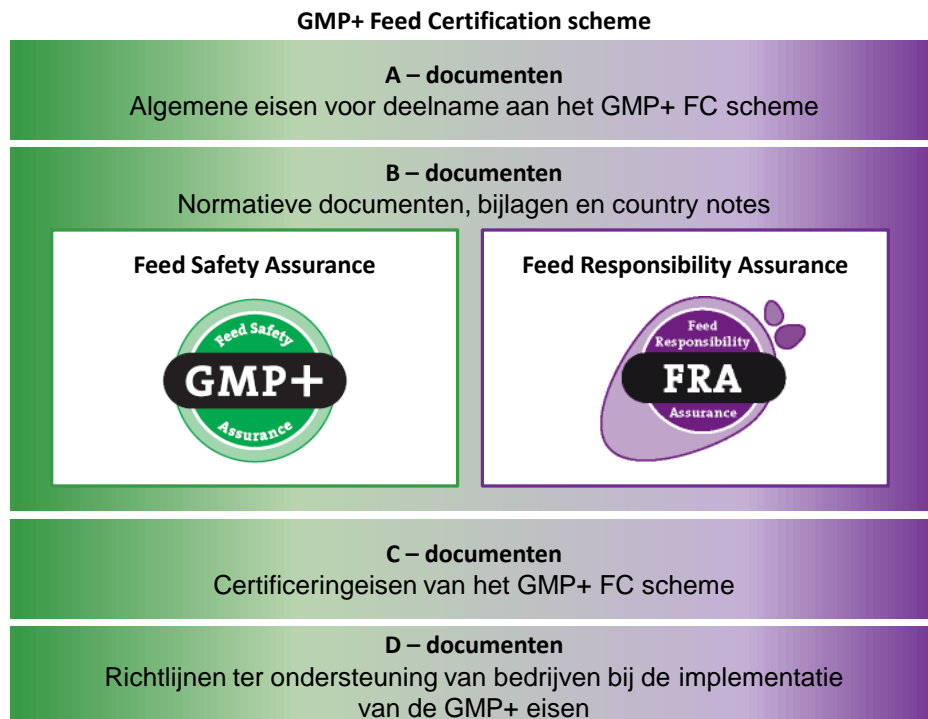 GMP+ Feed Certification scheme
A – documenten
Algemene eisen voor deelname aan het GMP+ FC scheme
B – documenten
Normatieve documenten, bijlagen en country notes
Feed Safety Assurance
Feed Safety
GMP+
Assurance
Feed Responsibility Assurance
Feed
Responsibility
FRA
Assurance
C – documenten
Certificeringeisen van het GMP+ FC scheme
D – documenten
Richtlijnen ter ondersteuning van bedrijven bij de implementatie
van de GMP+ eisen